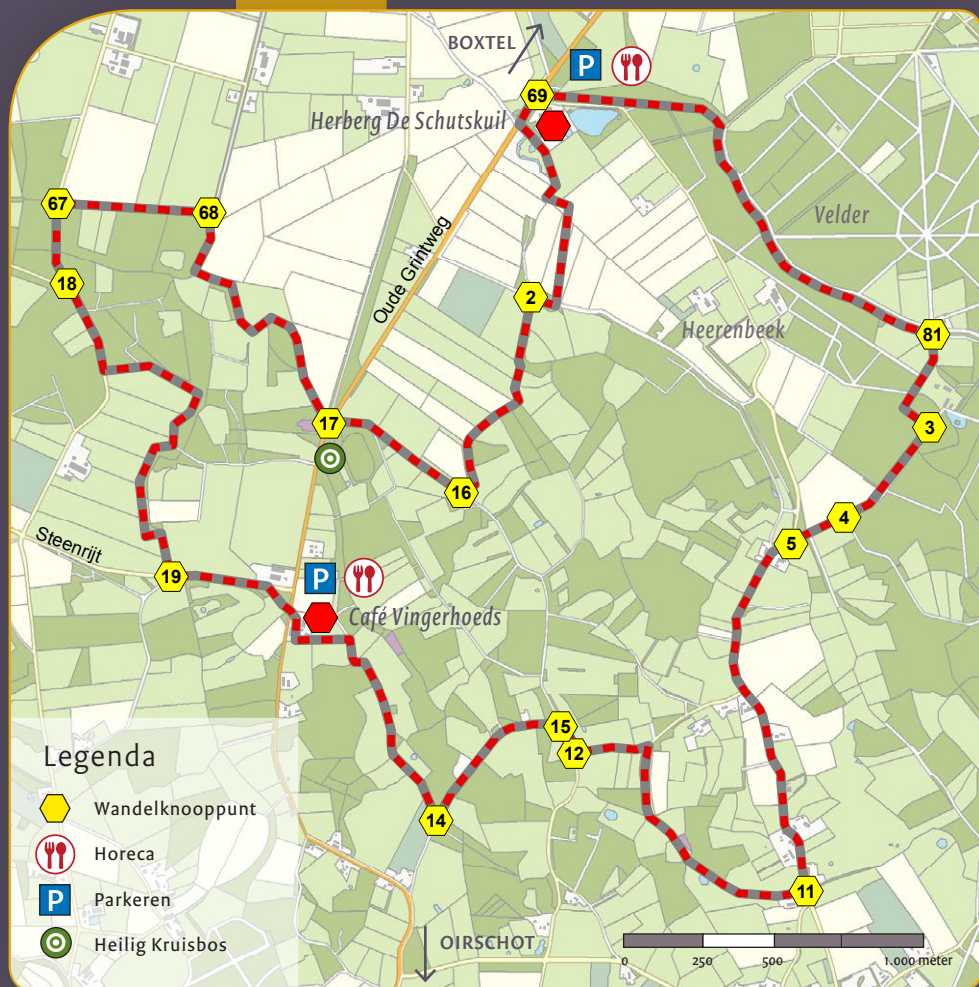 BOXTEL
P
69
Herberg De Schutskuil
67
68
Velder
18
Oude Grintweg
2
Heerenbeek
81
17
3
16
4
5
Steenrijt
19
P
Café Vingerhoeds
15
12
14
11
Legenda
Wandelknooppunt
Horeca
P Parkeren
Heilig Kruisbos
OIRSCHOT
0 250 500 1.000 meter